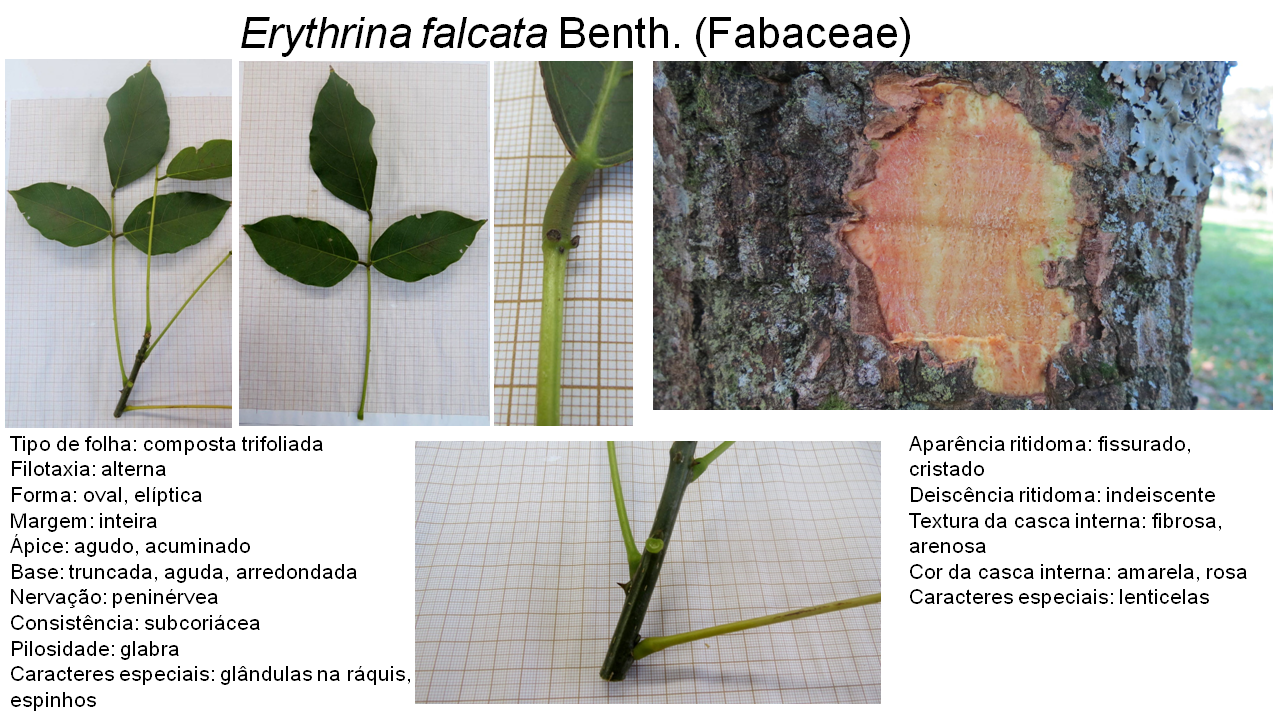 Erythrina falcata Benth. (Fabaceae)
Tipo de folha: composta trifoliada
Filotaxia: alterna
Forma: oval, elíptica
Margem: inteira
Ápice: agudo, acuminado
Base: truncada, aguda, arredondada
Nervação: peninérvea
Consistência: subcoriácea
Pilosidade: glabra
Caracteres especiais: glândulas na ráquis,
espinhos
Aparência ritidoma: fissurado,
cristado
Deiscência ritidoma: indeiscente
Textura da casca interna: fibrosa,
arenosa
Cor da casca interna: amarela, rosa
Caracteres especiais: lenticelas